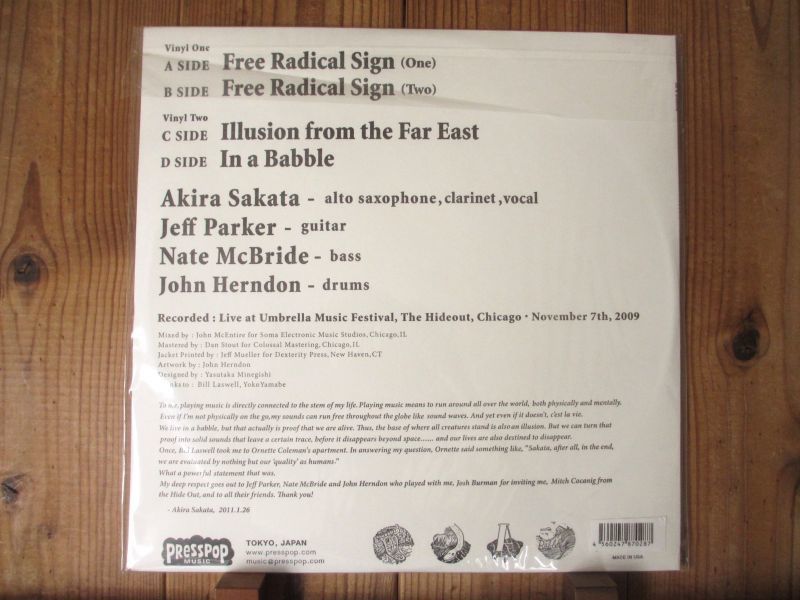 Vinyl One
A SIDE Free Radical Sign (One)
B SIDE Free Radical Sign (Two)
Vinyl Two
C SIDE Illusion from the Far East
D SIDE In a Babble
Akira Sakata - alto saxophone, clarinet, vocal
Jeff Parker - guitar
Nate McBride - bass
John Herndon - drums
Recorded : Live at Umbrella Music Festival, The Hideout, Chicago · November 7th, 2009
Mixed by : John McEntire for Soma Electronic Music Studios, Chicago, IL
Mastered by : Dan Stout for Colossal Mastering, Chicago, IL
Jacket Printed by : Jeff Mueller for Dexterity Press, New Haven, CT
Artwork by : John Herndon
Designed by : Yasutaka Minegishi
Thanks to : Bill Laswell, Yoko Yamabe
To me, playing music is directly connected to the stem of my life. Playing music means to run around all over the world, both physically and mentally.
Even if I'm not physically on the go, my sounds can run free throughout the globe like sound waves. And yet even if it doesn't, c'est la vie.
We live in a babble, but that actually is proof that we are alive. Thus, the base of where all creatures stand is also an illusion. But we can turn that
proof into solid sounds that leave a certain trace, before it disappears beyond space...... and our lives are also destined to disappear.
Once, Bill Laswell took me to Ornette Coleman's apartment. In answering my question, Ornette said something like, "Sakata, after all, in the end,
we are evaluated by nothing but our 'quality' as humans."
What a powerful statement that was.
My deep respect goes out to Jeff Parker, Nate McBride and John Herndon who played with me, Josh Burman for inviting me, Mitch Cocanig from
the Hide Out, and to all their friends. Thank you!
- Akira Sakata, 2011.1.26
PRESSPOP
MUSIC
TOKYO, JAPAN
www.presspop.com
music@presspop.com
4 560247 870287
MADE IN USA